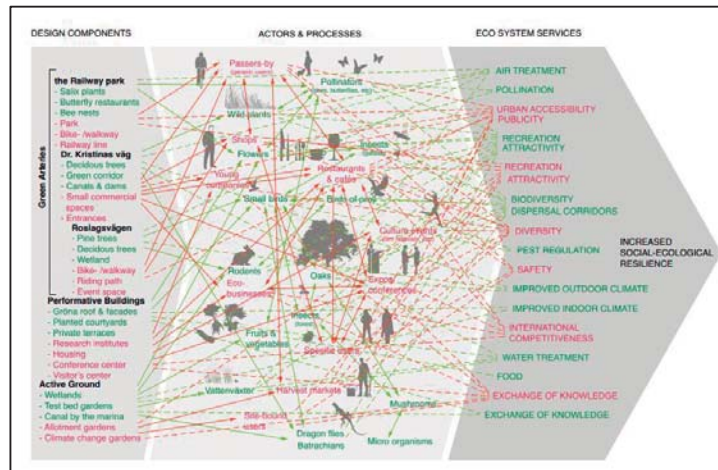 DESIGN COMPONENTS
ACTORS & PROCESSES
ECO SYSTEM SERVICES
Green Arteries
the Railway park
- Salix plants
- Butterfly restaurants
- Bee nests
- Park
- Bike- /walkway
- Railway line
Dr. Kristinas väg
- Decidous trees
- Green corridor
- Canals & dams
- Small commercial
spaces
- Entrances
Roslagsvägen
- Pine trees
- Decidous trees
- Wetland
- Bike- /walkway
- Riding path
- Event space
Performative Buildings
- Gröna roof & facades
- Planted courtyards
- Private terraces
- Research institutes
- Housing
- Conference center
- Visitor's center
Active Ground
- Wetlands
- Test bed gardens
- Canal by the marina
- Allotment gardens
- Climate change gardens
Passers-by
Pollinators
Wild plants
Shops
Flowers
Insects
Restaurants
& cafés
Young
Small birds
Birds of prey
Culture events
Rodents
Eco-
businesses
Oaks
Expos
conferences
Insects
Fruits &
vegetables
Specific users
Vattenväxter
Harvest markets
Mushrooms
Site-bound
users
Dragon flies
Batrachians
Micro organisms
AIR TREATMENT
POLLINATION
URBAN ACCESSIBILITY
PUBLICITY
RECREATION
ATTRACTIVITY
RECREATION
ATTRACTIVITY
BIODIVERSITY
DISPERSAL CORRIDORS
DIVERSITY
PEST REGULATION
SAFETY
IMPROVED OUTDOOR CLIMATE
IMPROVED INDOOR CLIMATE
INTERNATIONAL
COMPETITIVENESS
WATER TREATMENT
FOOD
EXCHANGE OF KNOWLEDGE
EXCHANGE OF KNOWLEDGE
INCREASED
SOCIAL-ECOLOGICAL
RESILIENCE